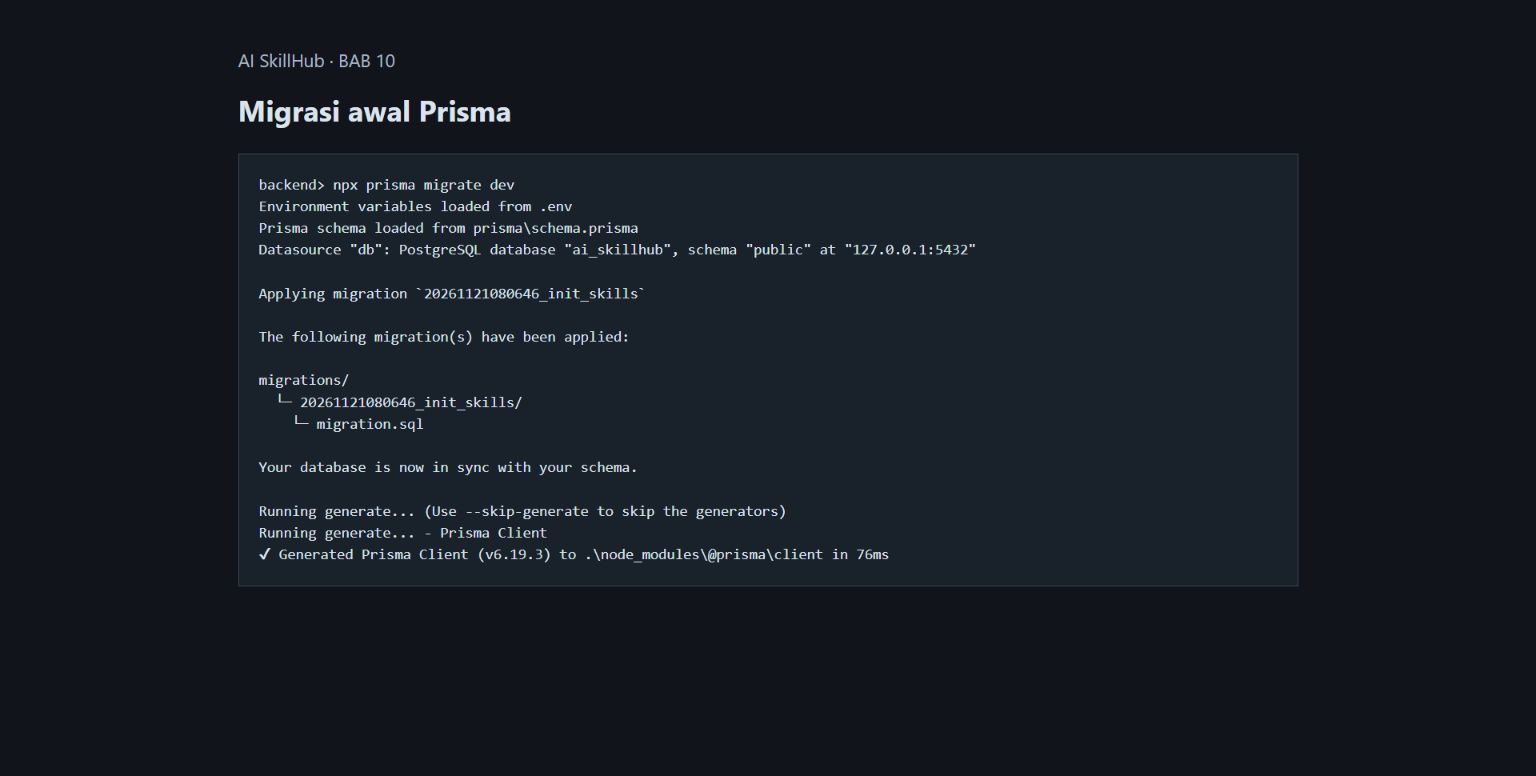 AI SkillHub · BAB 10
Migrasi awal Prisma
backend> npx prisma migrate dev
Environment variables loaded from .env
Prisma schema loaded from prisma\schema.prisma
Datasource "db": PostgreSQL database "ai_skillhub", schema "public" at "127.0.0.1:5432"
Applying migration `20261121080646_init_skills`
The following migration(s) have been applied:
migrations/
└─ 20261121080646_init_skills/
└─ migration.sql
Your database is now in sync with your schema.
Running generate... (Use --skip-generate to skip the generators)
Running generate... - Prisma Client
✔ Generated Prisma Client (v6.19.3) to .\node_modules\@prisma\client in 76ms